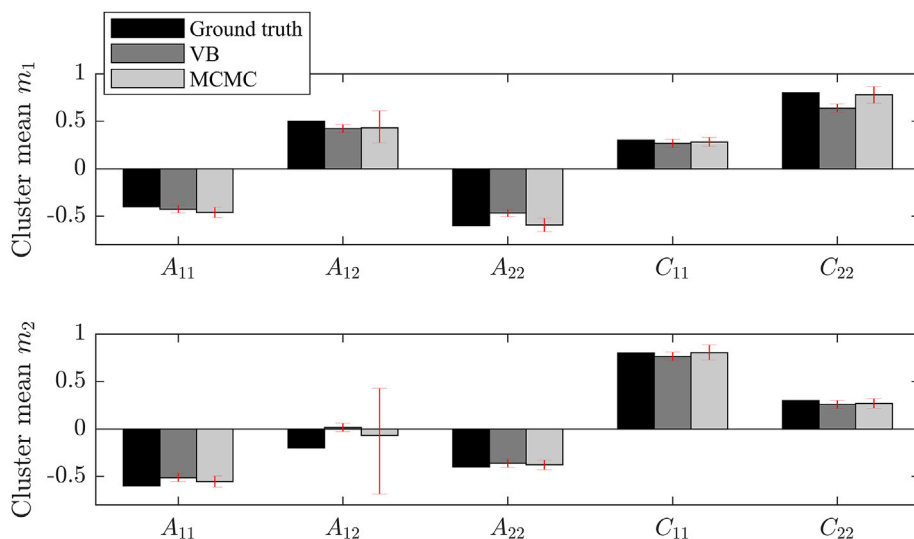 Ground truth
VB
MCMC
Cluster mean m₁
1
0.5
0
-0.5
A₁₁ A₁₂ A₂₂ C₁₁ C₂₂
Cluster mean m₂
1
0.5
0
-0.5
A₁₁ A₁₂ A₂₂ C₁₁ C₂₂